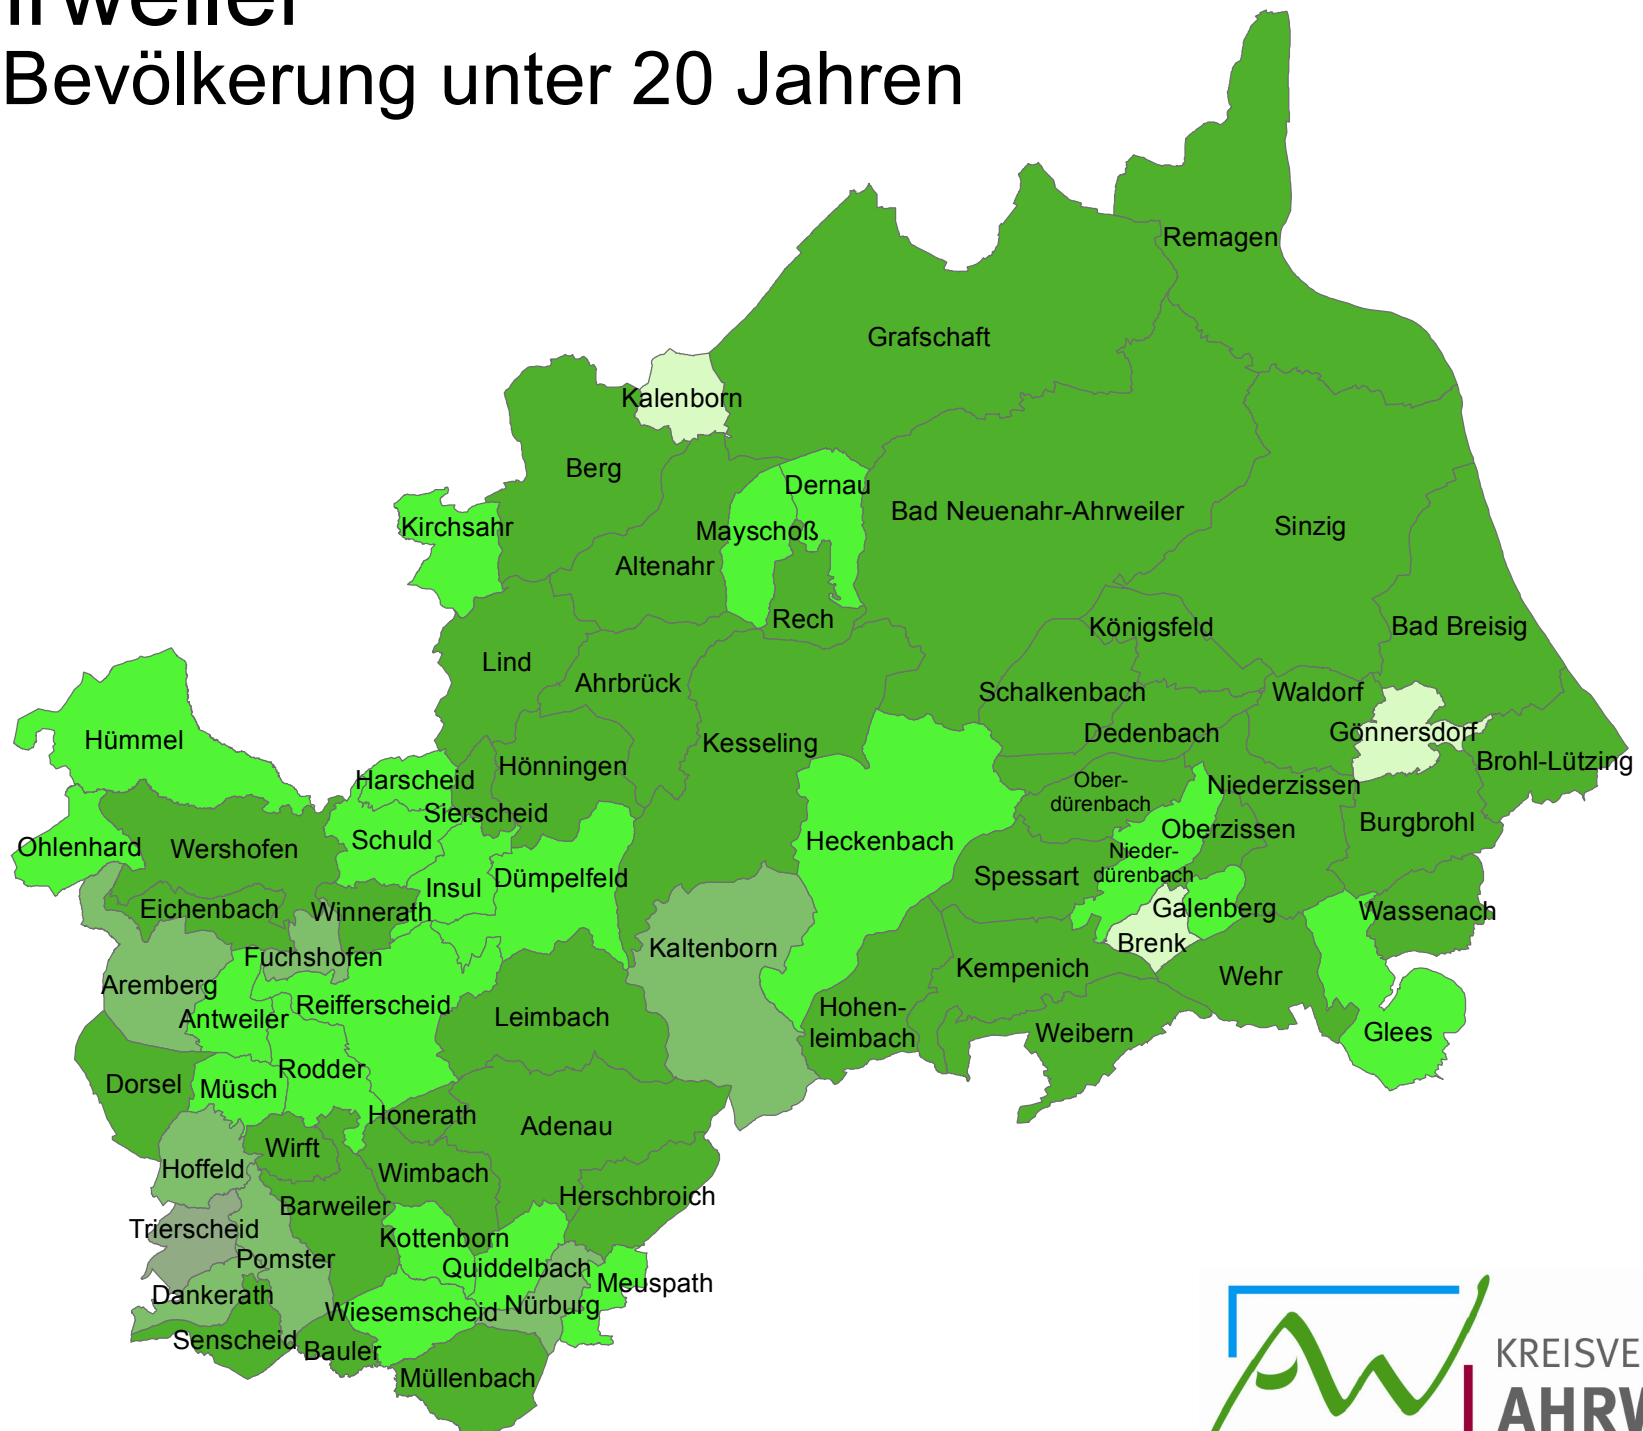 Bevölkerung unter 20 Jahren
Remagen
Grafschaft
Kalenborn
Berg
Dernau
Bad Neuenahr-Ahrweiler
Kirchsahr
Mayschoß
Sinzig
Altenahr
Rech
Königsfeld
Bad Breisig
Lind
Ahrbrück
Schalkenbach
Waldorf
Hümmel
Kesseling
Dedenbach
Gönnersdorf
Brohl-Lützing
Harscheid
Hönningen
Ober-
dürenbach
Niederzissen
Sierscheid
Ohlenhard
Wershofen
Schuld
Heckenbach
Oberzissen
Burgbrohl
Nieder-
dürenbach
Insul
Dümpelfeld
Spessart
Eichenbach
Winnerath
Galenberg
Wassenach
Fuchshofen
Kaltenborn
Brenk
Aremberg
Kempenich
Wehr
Antweiler
Reifferscheid
Leimbach
Hohen-
leimbach
Weibern
Glees
Dorsel
Müsch
Rodder
Honerath
Adenau
Wirft
Hoffeld
Wimbach
Herschbroich
Barweiler
Trierscheid
Kottenborn
Pomster
Quiddelbach
Meuspath
Dankerath
Wiesemscheid
Nürburg
Senscheid
Bauler
Müllenbach
KREISVE
AHRW